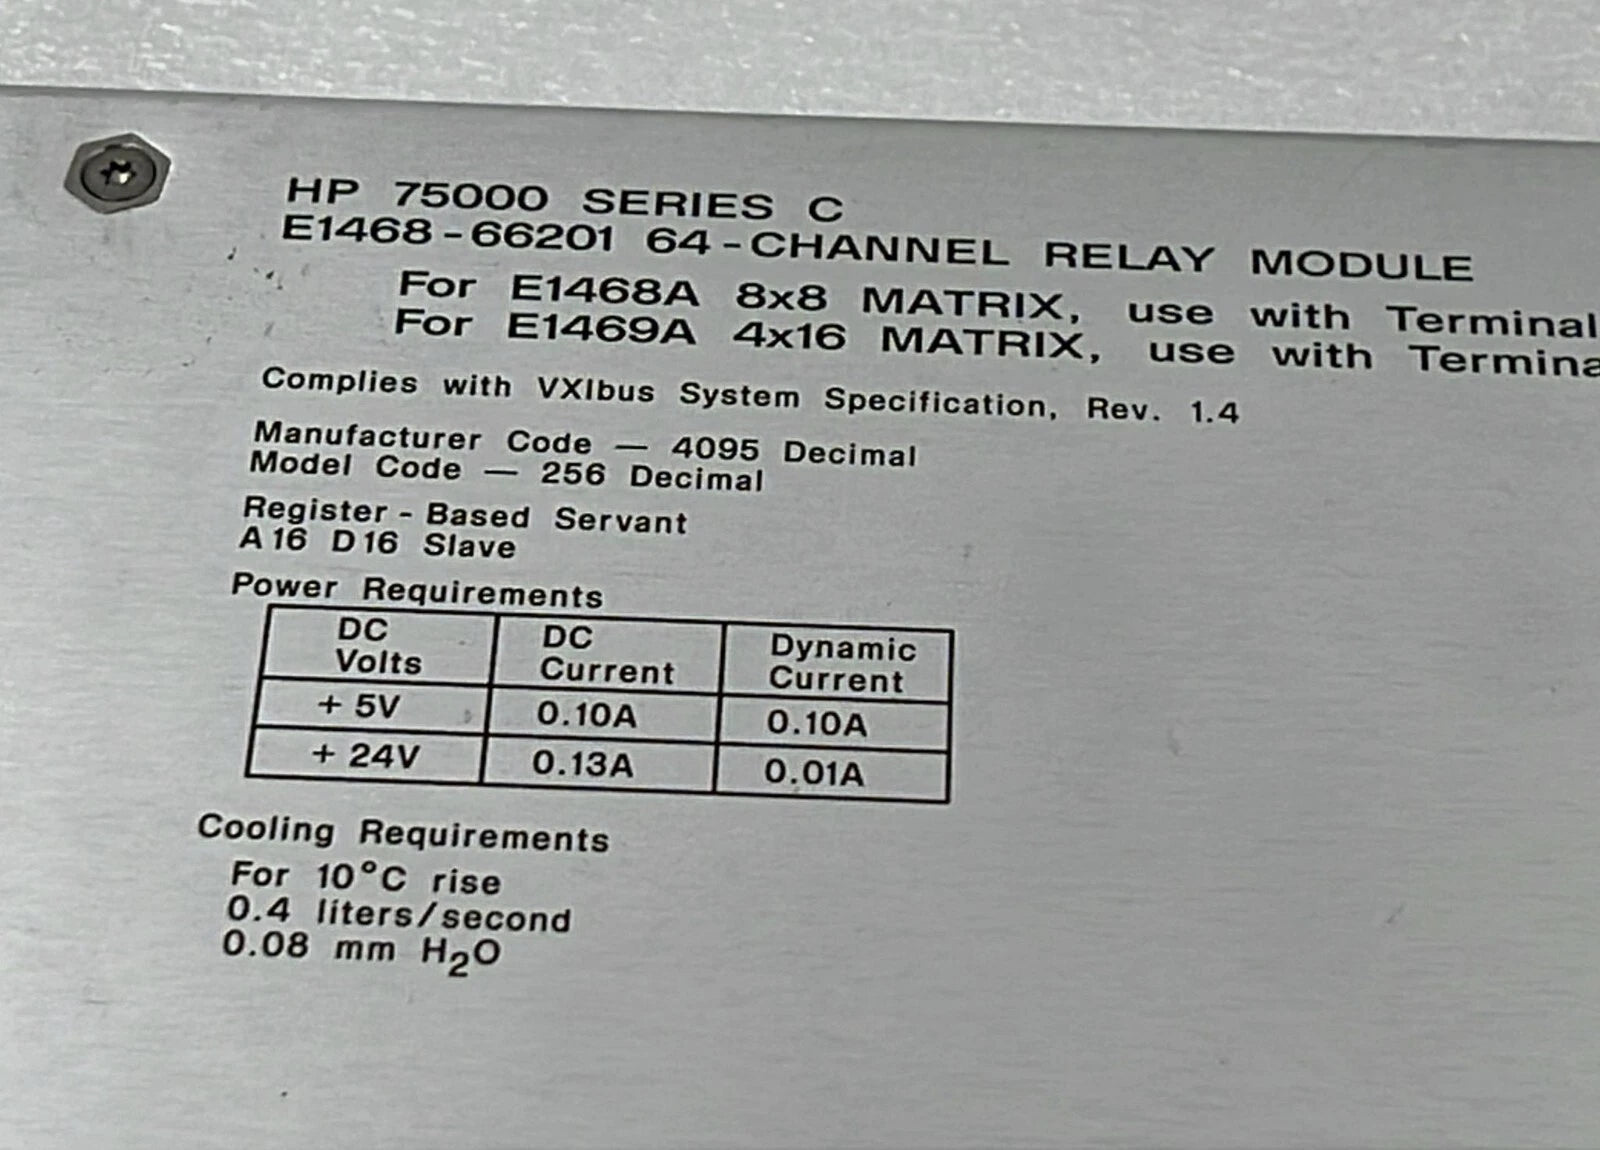 HP 75000 SERIES C
E1468-66201 64-CHANNEL RELAY MODULE
For E1468A 8x8 MATRIX, use with Terminal
For E1469A 4x16 MATRIX, use with Termina
Complies with VXIbus System Specification, Rev. 1.4
Manufacturer Code — 4095 Decimal
Model Code — 256 Decimal
Register - Based Servant
A16 D16 Slave
Power Requirements
DC Volts DC Current Dynamic Current
+ 5V 0.10A 0.10A
+ 24V 0.13A 0.01A
Cooling Requirements
For 10°C rise
0.4 liters/second
0.08 mm H₂O